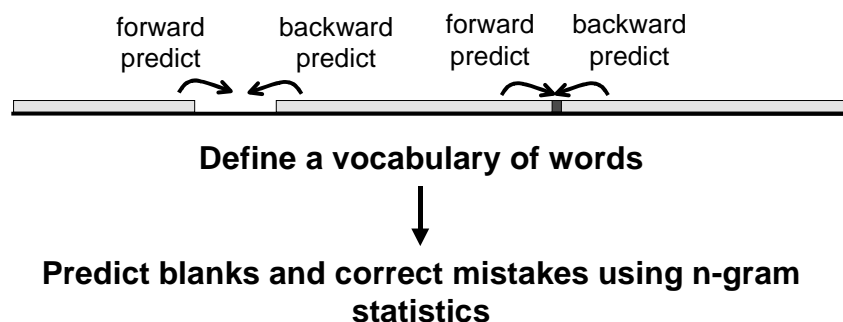 forward
predict
backward
predict
forward
predict
backward
predict
Define a vocabulary of words
Predict blanks and correct mistakes using n-gram
statistics